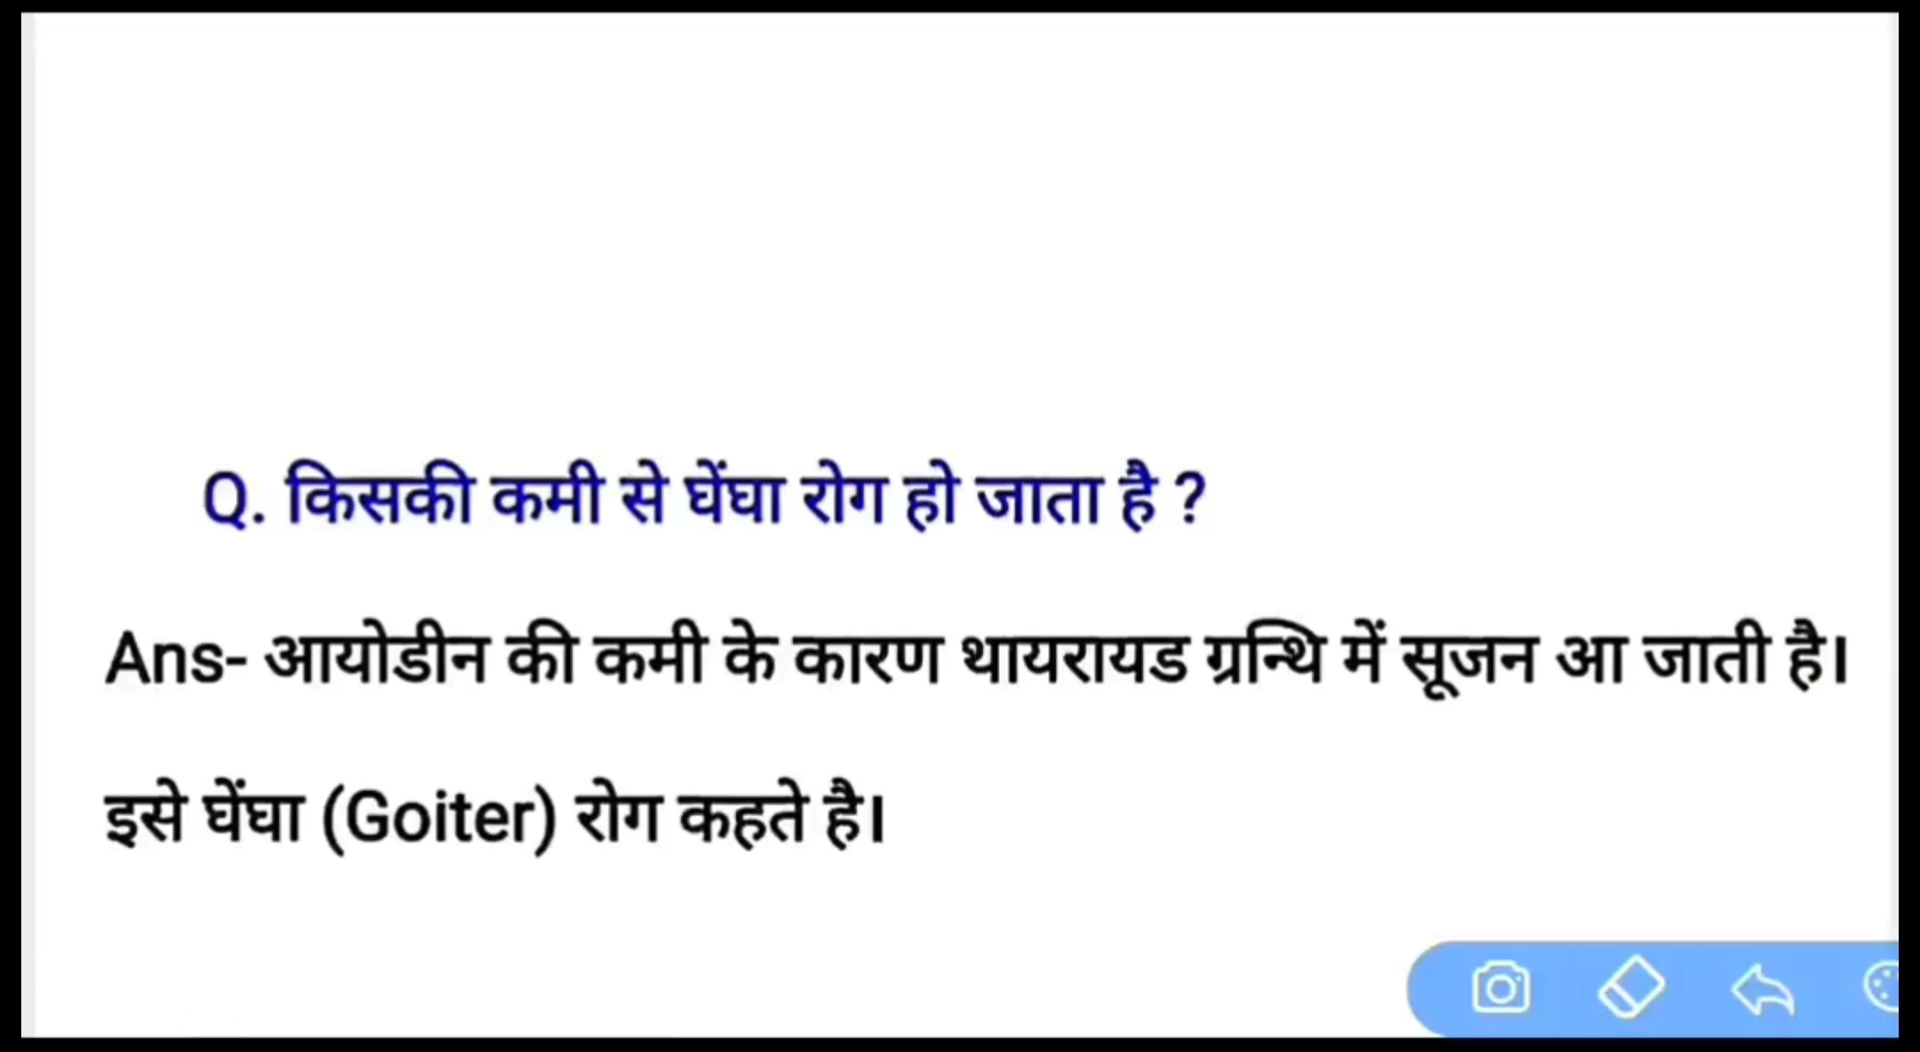 Q. किसकी कमी से घेंघा रोग हो जाता है ?
Ans- आयोडीन की कमी के कारण थायरायड ग्रन्थि में सूजन आ जाती है।
इसे घेंघा (Goiter) रोग कहते है।